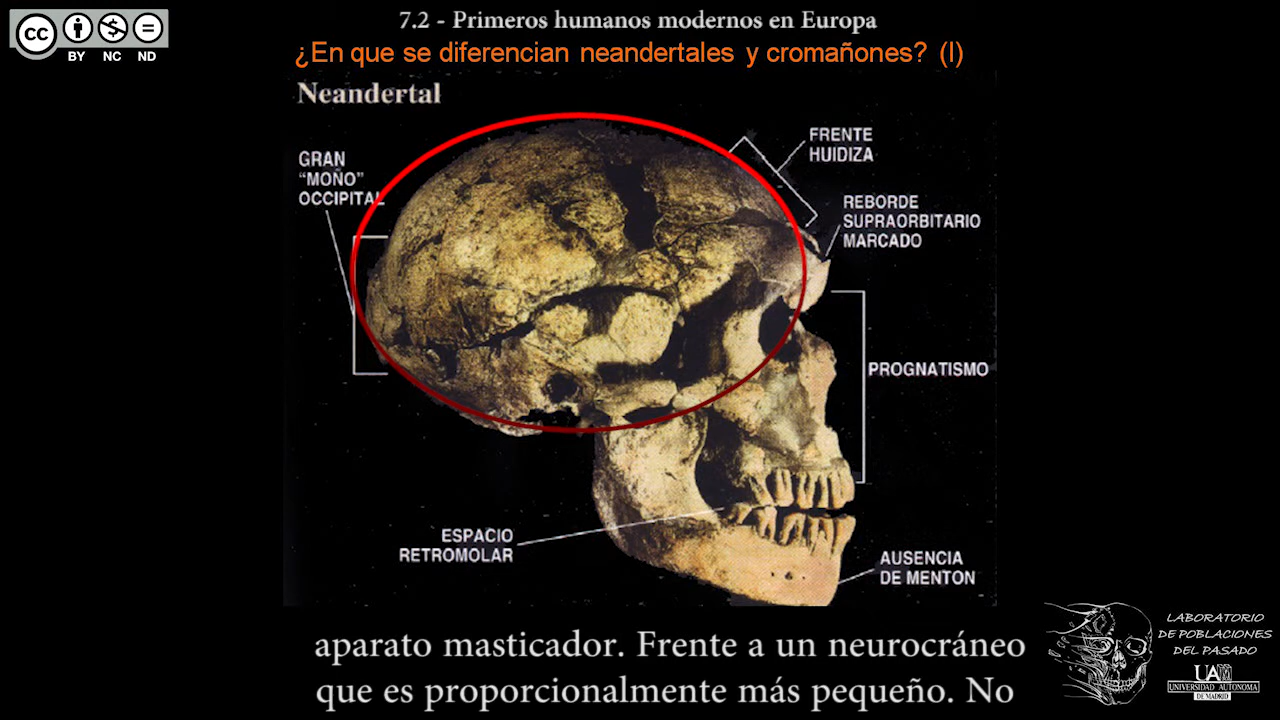 CC
BY NC ND
7.2 - Primeros humanos modernos en Europa
¿En que se diferencian neandertales y cromañones? (I)
Neandertal
GRAN
“MOÑO”
OCCIPITAL
FRENTE
HUIDIZA
REBORDE
SUPRAORBITARIO
MARCADO
PROGNATISMO
ESPACIO
RETROMOLAR
AUSENCIA
DE MENTON
aparato masticador. Frente a un neurocráneo
que es proporcionalmente más pequeño. No
LABORATORIO
DE POBLACIONES
DEL PASADO
UAM
UNIVERSIDAD AUTONOMA
DE MADRID